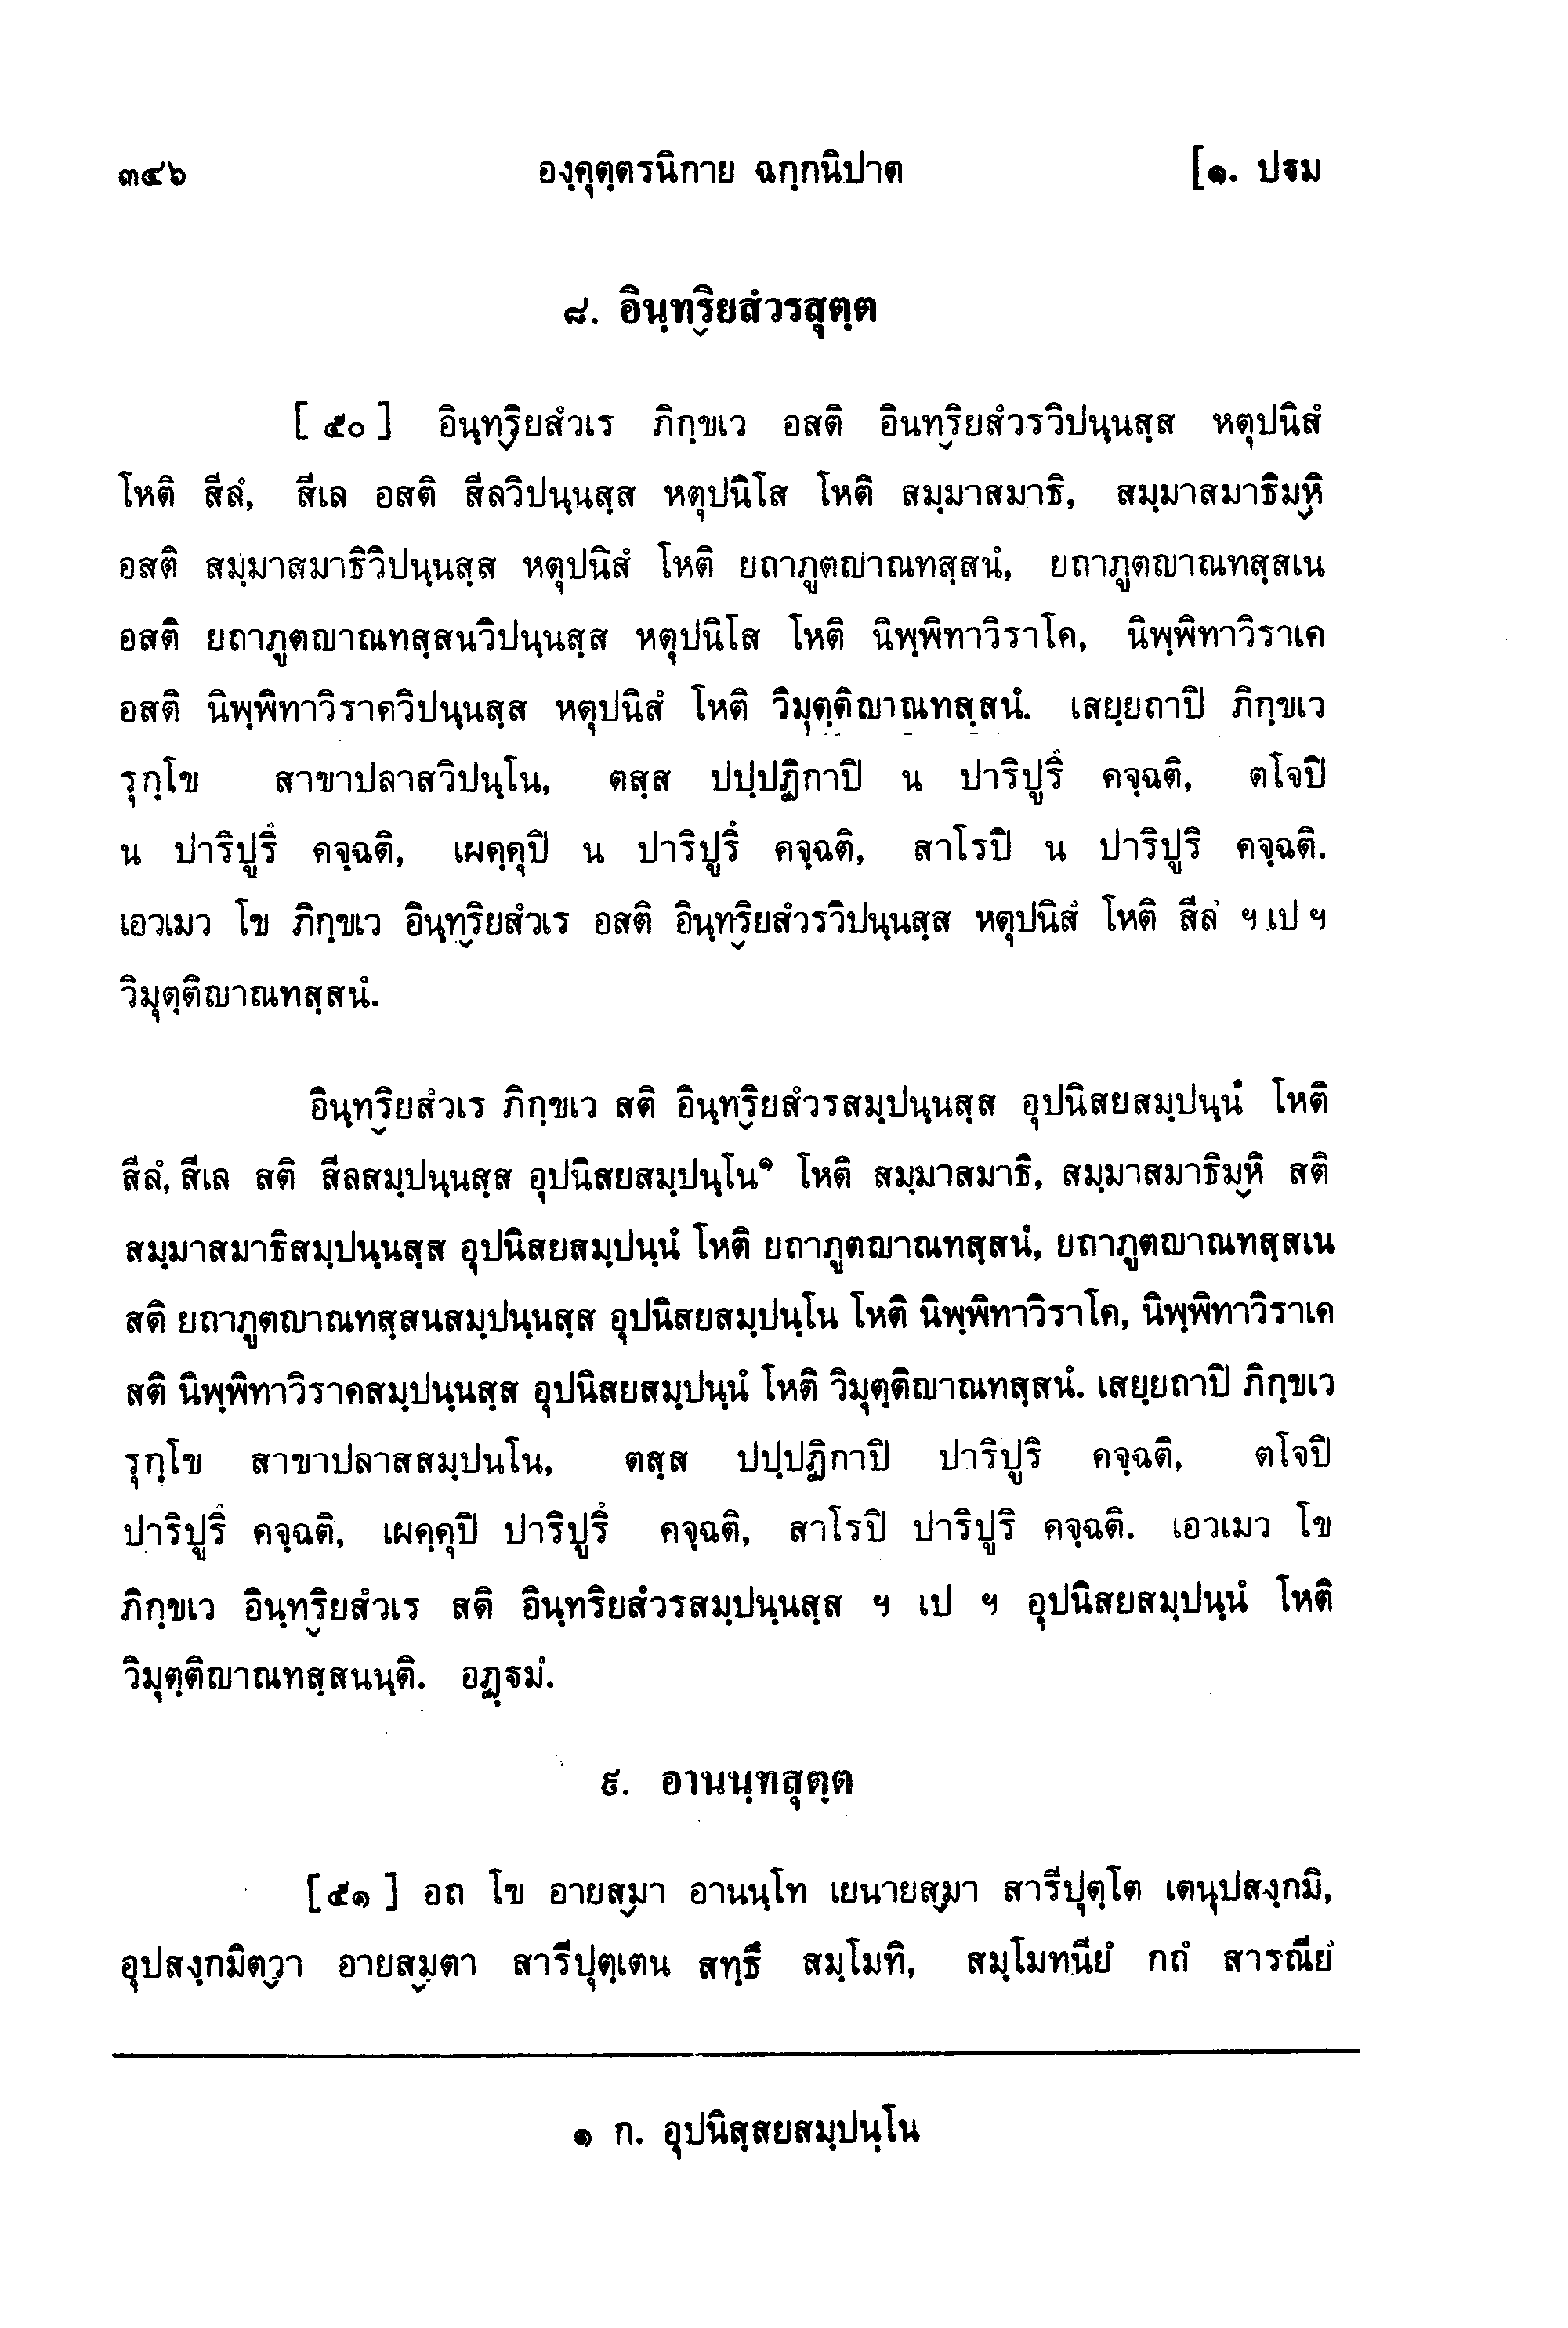 ๓๔๖ องฺคุตฺตรนิกาย ฉกฺกนิปาต [๑. ปฐม
๘. อินฺทฺริยสํวรสุตฺต
[ ๕๐ ] อินฺทฺริยสํวเร ภิกฺขเว อสติ อินทฺริยสํวรวิปนฺนสฺส หตุปนิสํ
โหติ สีลํ, สีเล อสติ สีลวิปนฺนสฺส หตุปนิโส โหติ สมฺมาสมาธิ, สมฺมาสมาธิมฺหิ
อสติ สมฺมาสมาธิวิปนฺนสฺส หตุปนิสํ โหติ ยถาภูตญาณทสฺสนํ, ยถาภูตญาณทสฺสเน
อสติ ยถาภูตญาณทสฺสนวิปนฺนสฺส หตุปนิโส โหติ นิพฺพิทาวิราโค, นิพฺพิทาวิราเค
อสติ นิพฺพิทาวิราควิปนฺนสฺส หตุปนิสํ โหติ วิมุตฺติญาณทสฺสนํ. เสยฺยถาปิ ภิกฺขเว
รุกฺโข สาขาปลาสวิปนฺโน, ตสฺส ปปฺปฏิกาปิ น ปาริปูรึ คจฺฉติ, ตโจปิ
น ปาริปูรึ คจฺฉติ, เผคฺคุปิ น ปาริปูรึ คจฺฉติ, สาโรปิ น ปาริปูริ คจฺฉติ.
เอวเมว โข ภิกฺขเว อินฺทฺริยสํวเร อสติ อินฺทฺริยสํวรวิปนฺนสฺส หตุปนิสํ โหติ สีลํ ฯ เป ฯ
วิมุตฺติญาณทสฺสนํ.
อินฺทฺริยสํวเร ภิกฺขเว สติ อินฺทฺริยสํวรสมฺปนฺนสฺส อุปนิสยสมฺปนฺนํ โหติ
สีลํ, สีเล สติ สีลสมฺปนฺนสฺส อุปนิสยสมฺปนฺโน๑ โหติ สมฺมาสมาธิ, สมฺมาสมาธิมฺหิ สติ
สมฺมาสมาธิสมฺปนฺนสฺส อุปนิสยสมฺปนฺนํ โหติ ยถาภูตญาณทสฺสนํ, ยถาภูตญาณทสฺสเน
สติ ยถาภูตญาณทสฺสนสมฺปนฺนสฺส อุปนิสยสมฺปนฺโน โหติ นิพฺพิทาวิราโค, นิพฺพิทาวิราเค
สติ นิพฺพิทาวิราคสมฺปนฺนสฺส อุปนิสยสมฺปนฺนํ โหติ วิมุตฺติญาณทสฺสนํ. เสยฺยถาปิ ภิกฺขเว
รุกฺโข สาขาปลาสสมฺปนโน, ตสฺส ปปฺปฏิกาปิ ปาริปูริ คจฺฉติ, ตโจปิ
ปาริปูรึ คจฺฉติ, เผคฺคุปิ ปาริปูรึ คจฺฉติ, สาโรปิ ปาริปูริ คจฺฉติ. เอวเมว โข
ภิกฺขเว อินฺทฺริยสํวเร สติ อินฺทริยสํวรสมฺปนฺนสฺส ฯ เป ฯ อุปนิสยสมฺปนฺนํ โหติ
วิมุตฺติญาณทสฺสนนฺติ. อฏฺฐมํ.
๙. อานนฺทสุตฺต
[ ๕๑ ] อถ โข อายสฺมา อานนฺโท เยนายสฺมา สารีปุตฺโต เตนุปสงฺกมิ,
อุปสงฺกมิตฺวา อายสฺมตา สารีปุตฺเตน สทฺธึ สมฺโมทิ, สมฺโมทนียํ กถํ สารณียํ
๑ ก. อุปนิสฺสยสมฺปนฺโน